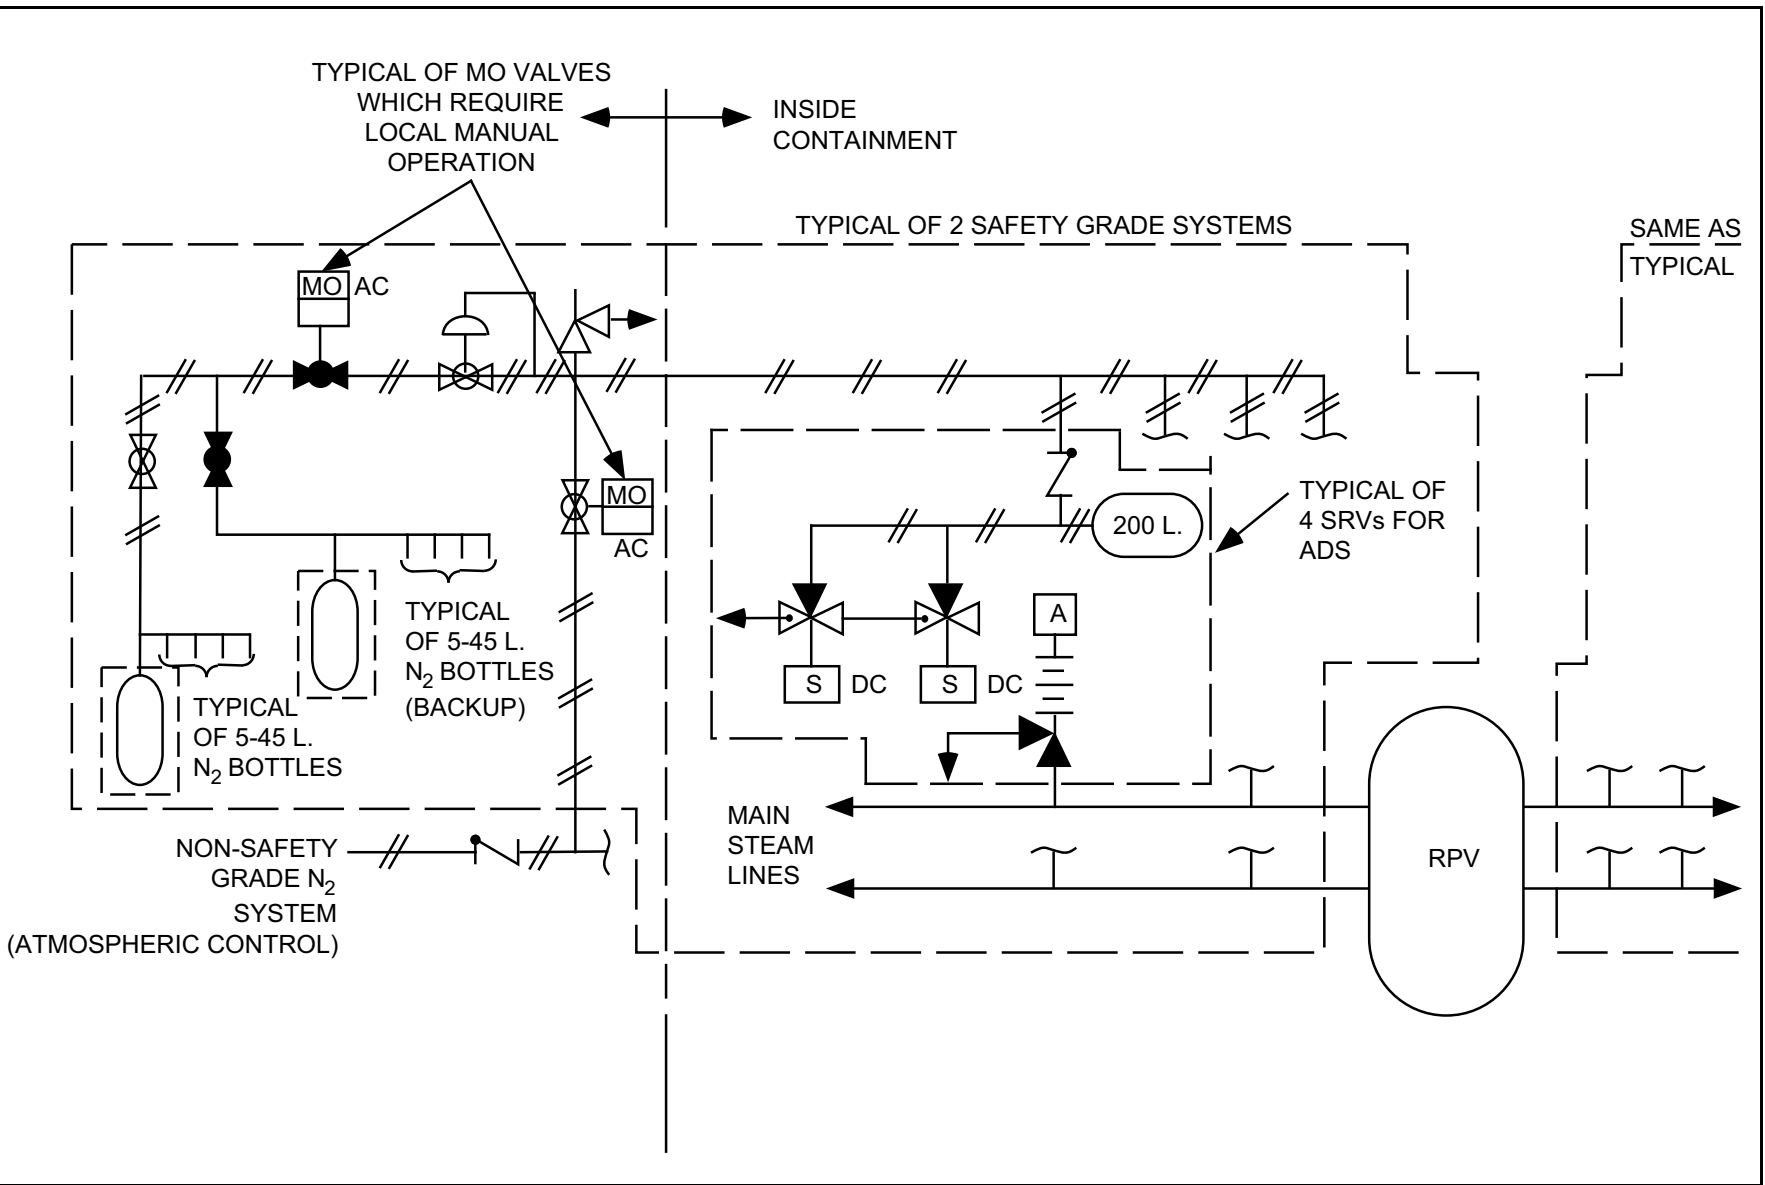 TYPICAL OF MO VALVES
WHICH REQUIRE
LOCAL MANUAL
OPERATION
INSIDE
CONTAINMENT
TYPICAL OF 2 SAFETY GRADE SYSTEMS
SAME AS
TYPICAL
MO AC
MO
AC
200 L.
TYPICAL OF
4 SRVs FOR
ADS
TYPICAL
OF 5-45 L.
N2 BOTTLES
(BACKUP)
A
S DC
S DC
TYPICAL
OF 5-45 L.
N2 BOTTLES
MAIN
STEAM
LINES
RPV
NON-SAFETY
GRADE N2
SYSTEM
(ATMOSPHERIC CONTROL)